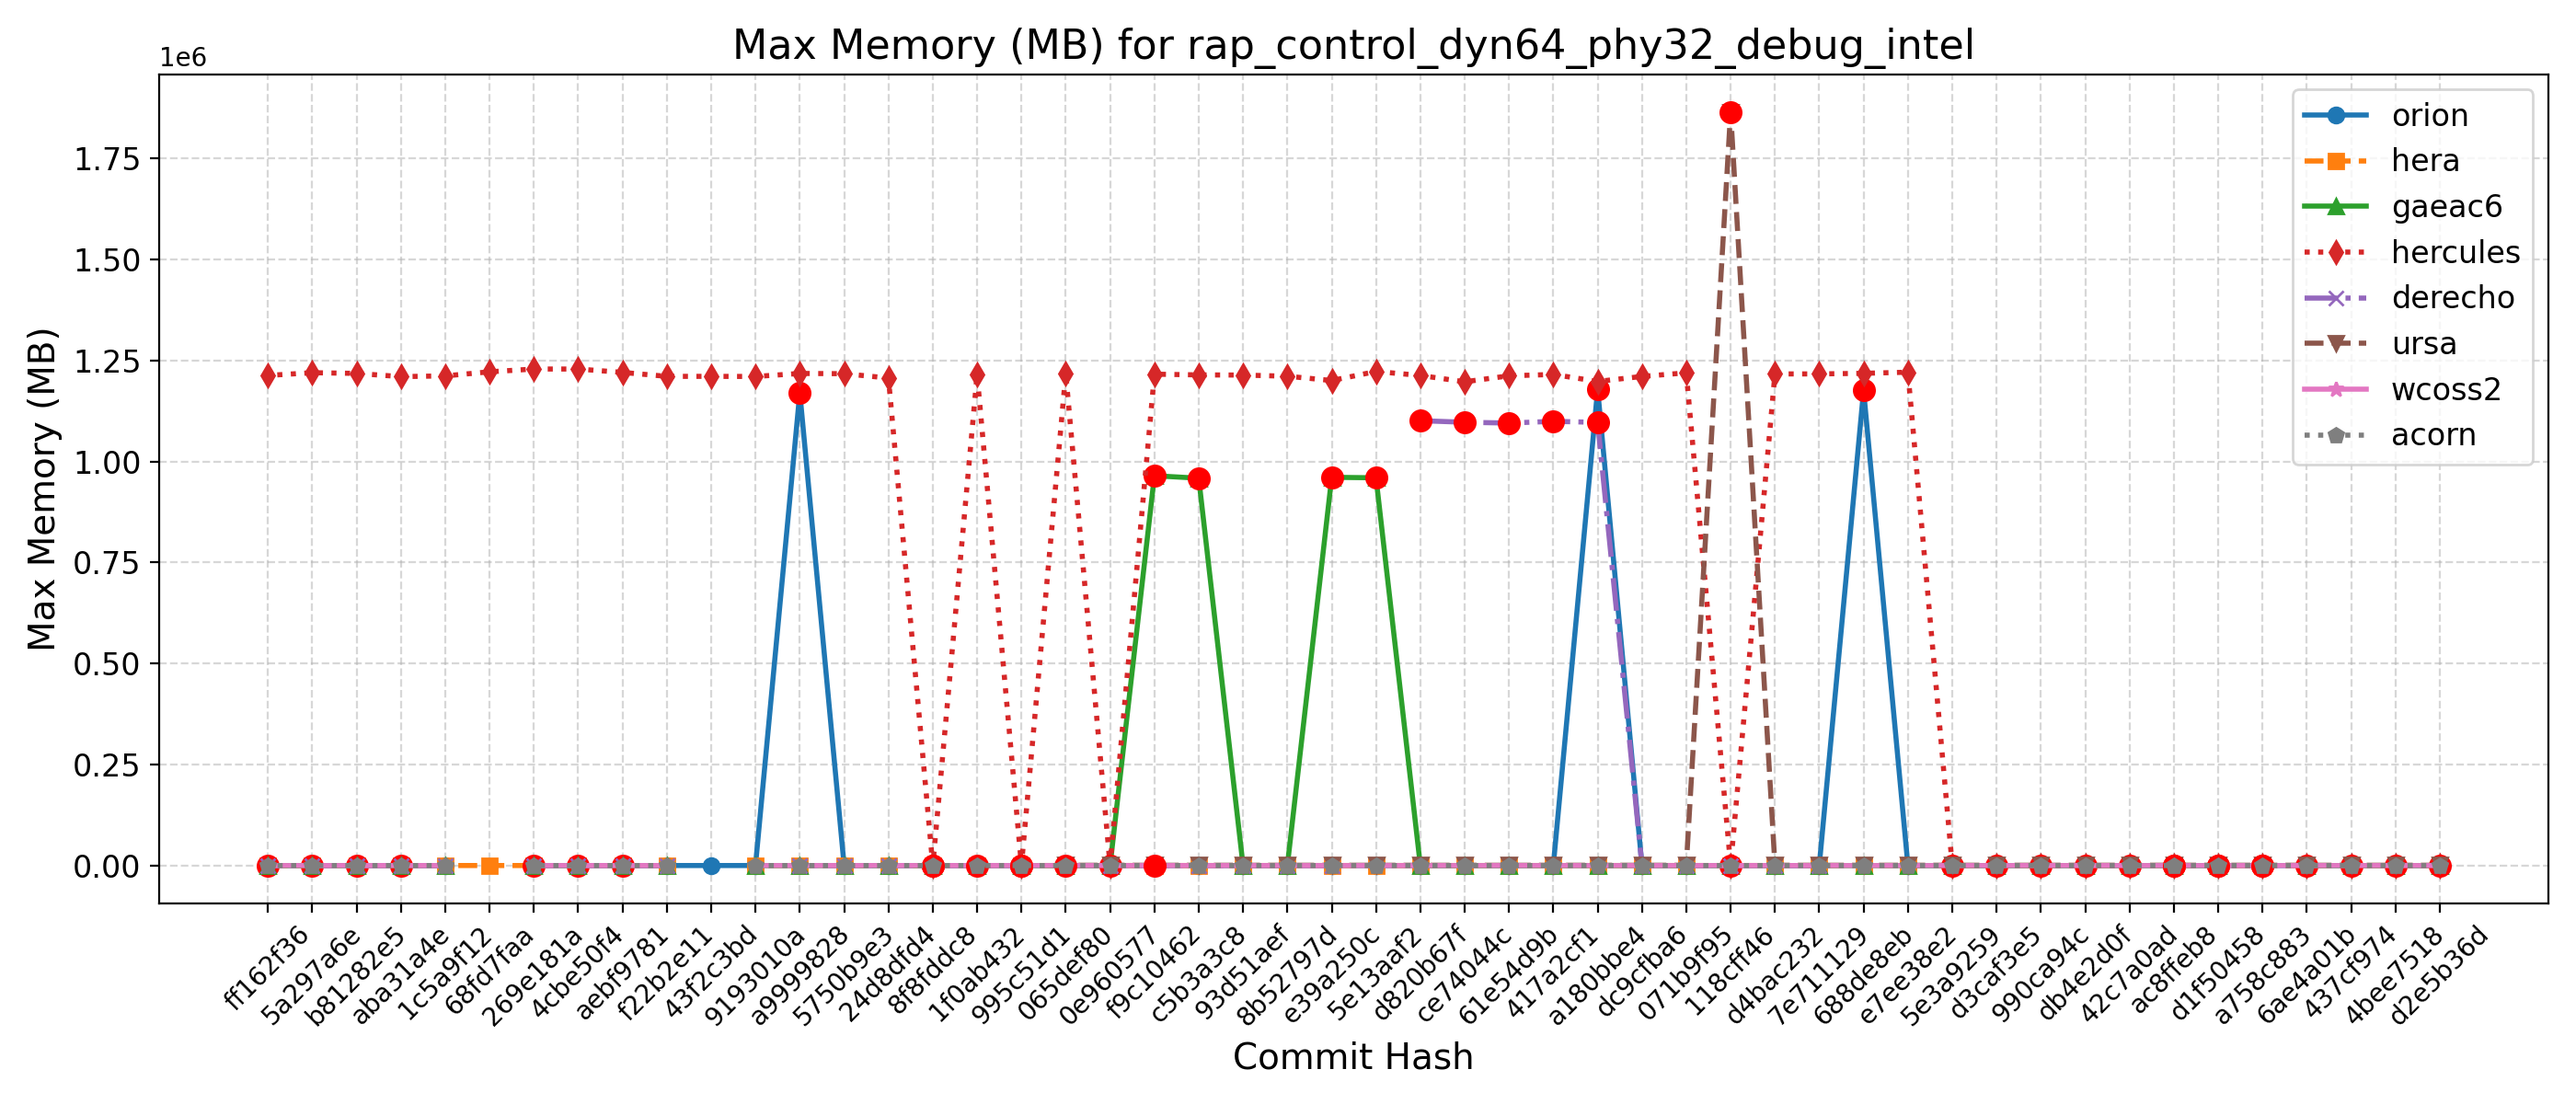 Max Memory (MB) for rap_control_dyn64_phy32_debug_intel
1e6
1.75
1.50
1.25
1.00
0.75
0.50
0.25
0.00
Max Memory (MB)
orion
hera
gaeac6
hercules
derecho
ursa
wcoss2
acorn
ff162f36
5a297a6e
b81282e5
aba31a4e
1c5a9f12
68fd7faa
269e181a
4cbe50f4
aebf9781
f22b2e11
43f2c3bd
9193010a
a9999828
5750b9e3
24d8dfd4
8f8fddc8
1f0ab432
995c51d1
065def80
0e960577
f9c10462
c5b3a3c8
93d51aef
8b52797d
e39a250c
5e13aaf2
d820b67f
ce74044c
61e54d9b
417a2cf1
a180bbe4
dc9cfba6
071b9f95
118cff46
d4bac232
7e711129
688de8eb
e7ee38e2
5e3a9259
d3caf3e5
990ca94c
db4e2d0f
42c7a0ad
ac8ffeb8
d1f50458
a758c883
6ae4a01b
437cf974
4bee7518
d2e5b36d
Commit Hash